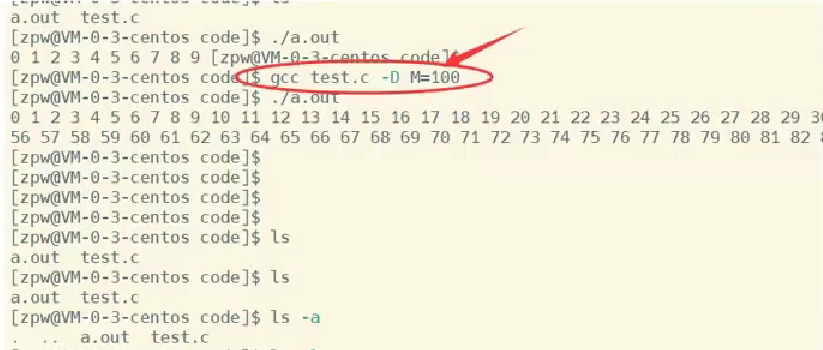 a.out  test.c
[zpw@VM-0-3-centos code]$ ./a.out
0 1 2 3 4 5 6 7 8 9 [zpw@VM-0-3-centos code]$
[zpw@VM-0-3-centos code]$ gcc test.c -D M=100
[zpw@VM-0-3-centos code]$ ./a.out
0 1 2 3 4 5 6 7 8 9 10 11 12 13 14 15 16 17 18 19 20 21 22 23 24 25 26 27 28 29
56 57 58 59 60 61 62 63 64 65 66 67 68 69 70 71 72 73 74 75 76 77 78 79 80 81 82
[zpw@VM-0-3-centos code]$
[zpw@VM-0-3-centos code]$
[zpw@VM-0-3-centos code]$
[zpw@VM-0-3-centos code]$
[zpw@VM-0-3-centos code]$ ls
a.out  test.c
[zpw@VM-0-3-centos code]$ ls
a.out  test.c
[zpw@VM-0-3-centos code]$ ls -a
.  ..  a.out  test.c